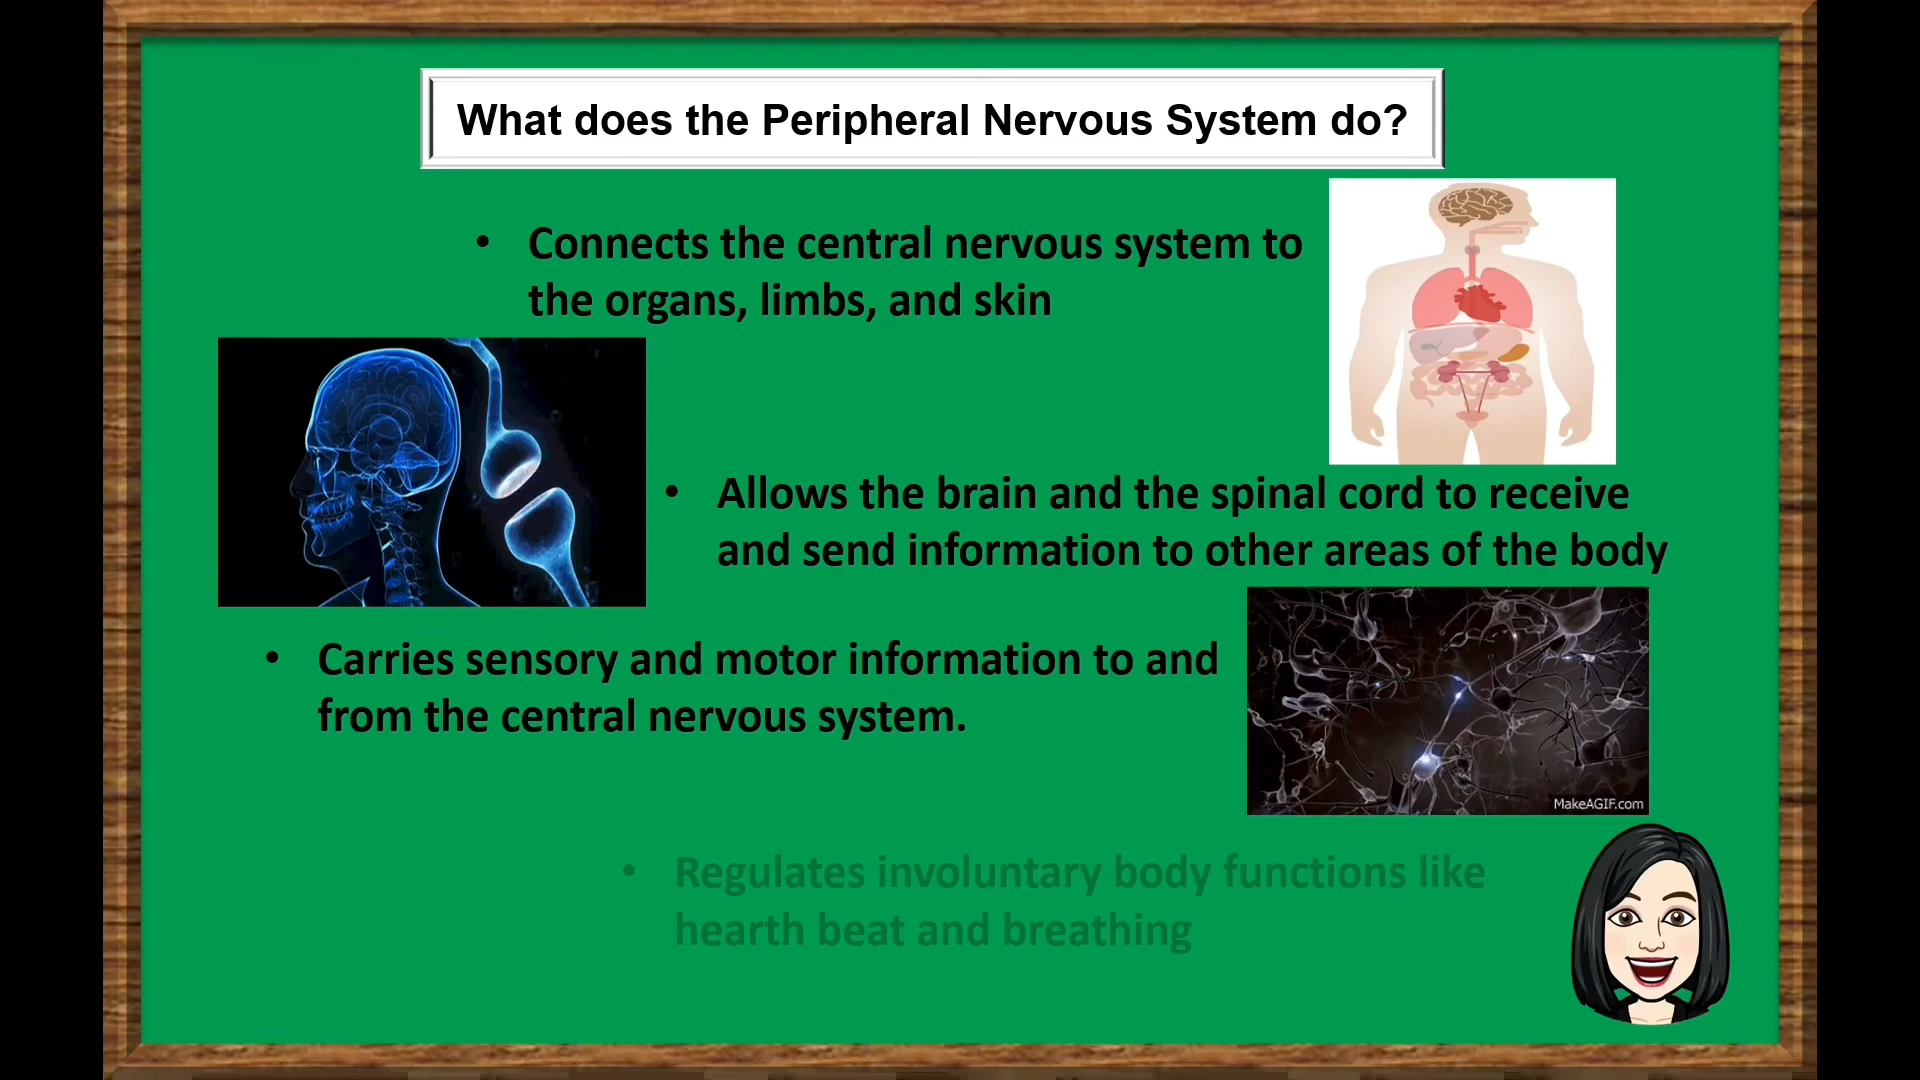 What does the Peripheral Nervous System do?
• Connects the central nervous system to
the organs, limbs, and skin
• Allows the brain and the spinal cord to receive
and send information to other areas of the body
• Carries sensory and motor information to and
from the central nervous system.
MakeAGIF.com
• Regulates involuntary body functions like
hearth beat and breathing